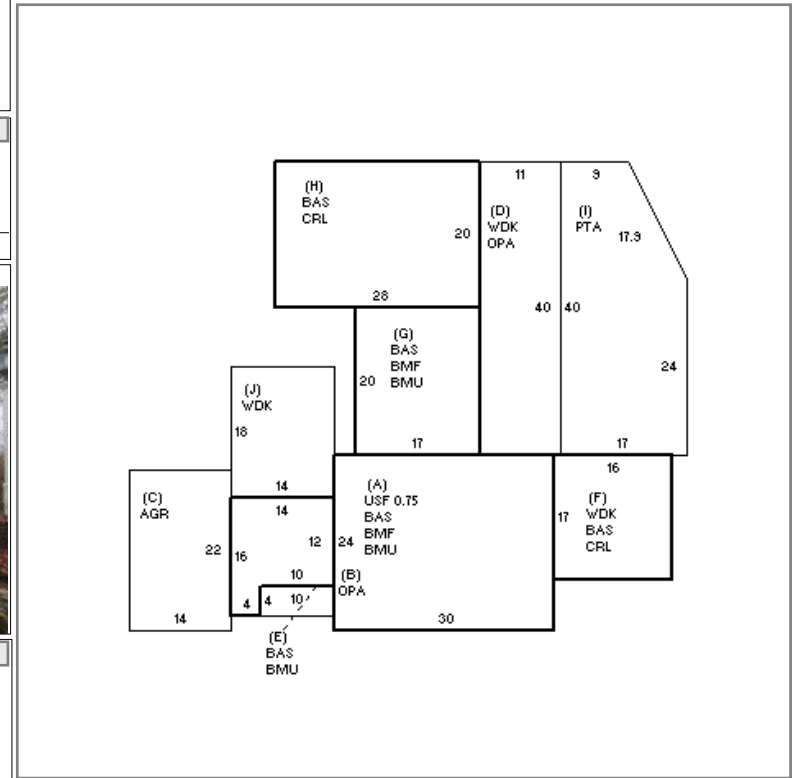 11
9
(H)
BAS
CRL
20
(D)
WDK
OPA
(I)
PTA
17.9
28
40
40
(G)
BAS
BMF
BMU
20
24
(J)
WDK
18
17
17
14
16
(C)
AGR
22
14
16
12
(A)
USF 0.75
BAS
BMF
BMU
24
17
(F)
WDK
BAS
CRL
10
(B)
OPA
4
4
10
14
30
(E)
BAS
BMU